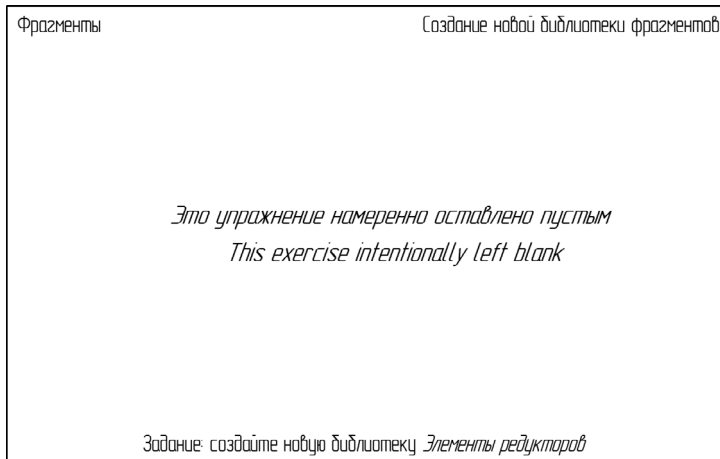 Фрагменты
Создание новой библиотеки фрагментов
Это упражнение намеренно оставлено пустым
This exercise intentionally left blank
Задание: создайте новую библиотеку Элементы редукторов